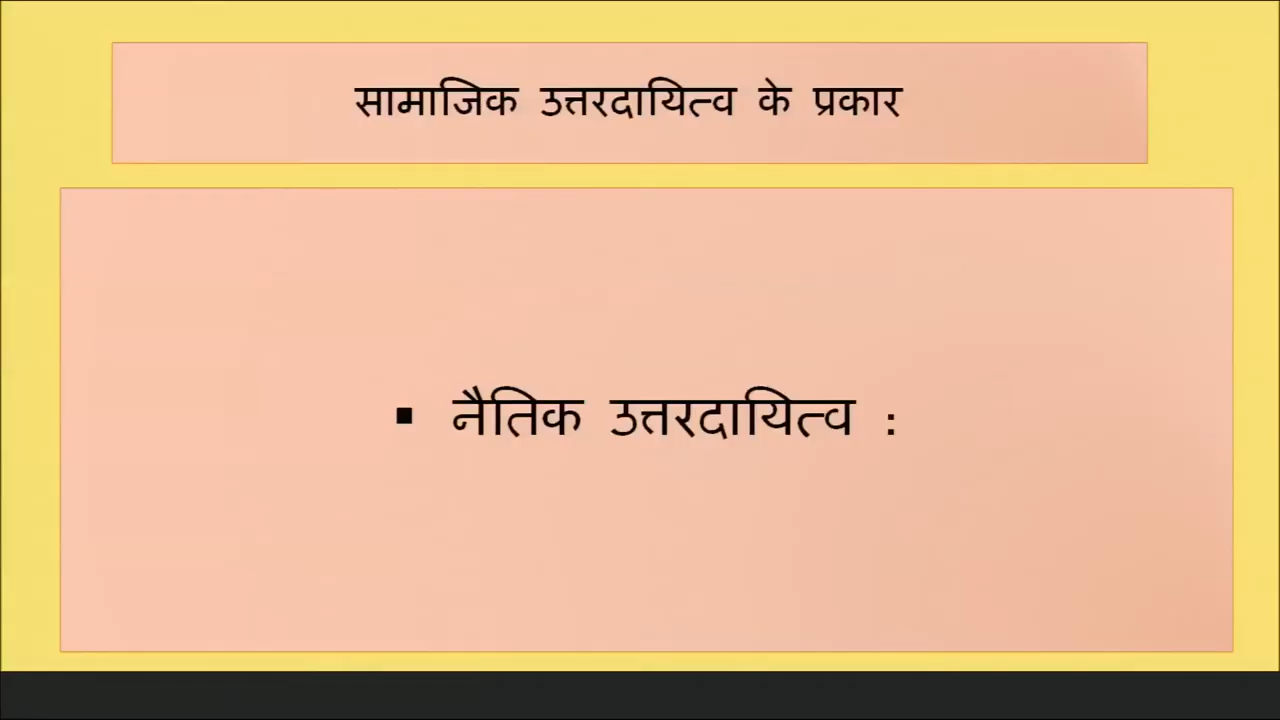 सामाजिक उत्तरदायित्व के प्रकार
▪ नैतिक उत्तरदायित्व :